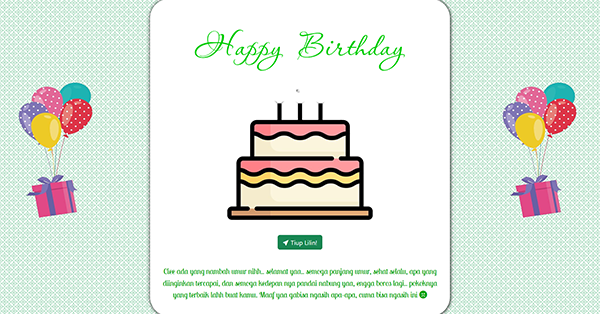 Happy Birthday
Tiup Lilin!
Ciee ada yang nambah umur nihh.. selamat yaa.. semoga panjang umur, sehat selalu, apa yang
diinginkan tercapai, dan semoga kedepan nya pandai nabung yaa, engga boros lagi.. pokoknya
yang terbaik lahh buat kamu. Maaf yaa gabisa ngasih apa-apa, cuma bisa ngasih ini